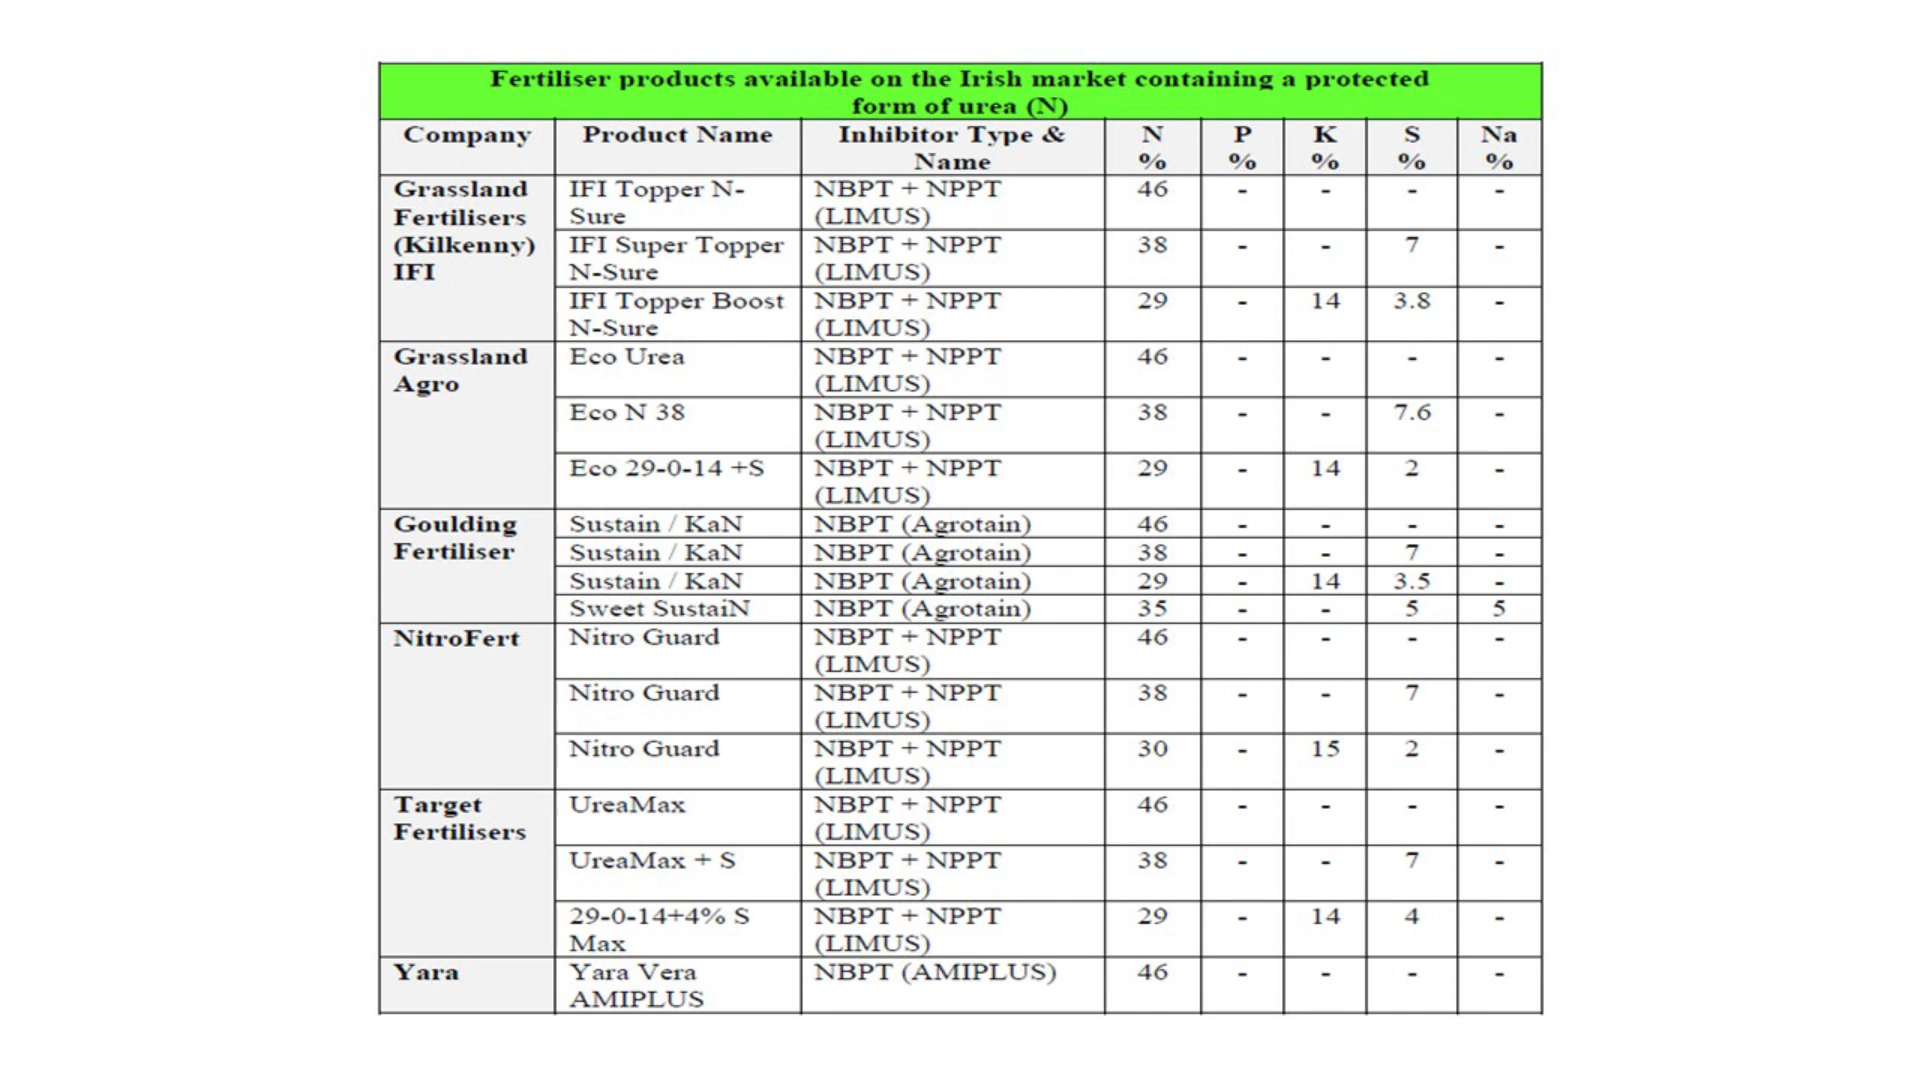 Fertiliser products available on the Irish market containing a protected
form of urea (N)
Company Product Name Inhibitor Type & Name N % P % K % S % Na %
Grassland Fertilisers (Kilkenny) IFI
IFI Topper N-Sure NBPT + NPPT (LIMUS) 46 - - - -
IFI Super Topper N-Sure NBPT + NPPT (LIMUS) 38 - - 7 -
IFI Topper Boost N-Sure NBPT + NPPT (LIMUS) 29 - 14 3.8 -
Grassland Agro
Eco Urea NBPT + NPPT (LIMUS) 46 - - - -
Eco N 38 NBPT + NPPT (LIMUS) 38 - - 7.6 -
Eco 29-0-14 +S NBPT + NPPT (LIMUS) 29 - 14 2 -
Goulding Fertiliser
Sustain / KaN NBPT (Agrotain) 46 - - - -
Sustain / KaN NBPT (Agrotain) 38 - - 7 -
Sustain / KaN NBPT (Agrotain) 29 - 14 3.5 -
Sweet SustaiN NBPT (Agrotain) 35 - - 5 5
NitroFert
Nitro Guard NBPT + NPPT (LIMUS) 46 - - - -
Nitro Guard NBPT + NPPT (LIMUS) 38 - - 7 -
Nitro Guard NBPT + NPPT (LIMUS) 30 - 15 2 -
Target Fertilisers
UreaMax NBPT + NPPT (LIMUS) 46 - - - -
UreaMax + S NBPT + NPPT (LIMUS) 38 - - 7 -
29-0-14+4% S Max NBPT + NPPT (LIMUS) 29 - 14 4 -
Yara
Yara Vera AMIPLUS NBPT (AMIPLUS) 46 - - - -